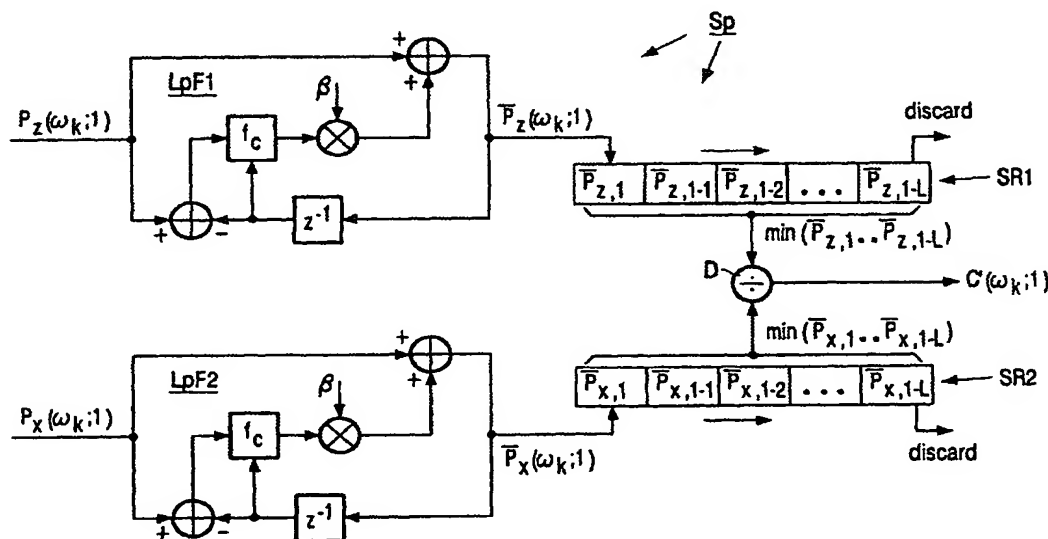 Sp
+
+
LpF1
β
P_z(ω_k;1)
P̅_z(ω_k;1)
f_c
+
-
z^-1
discard
P̅_z,1 P̅_z,1-1 P̅_z,1-2 ... P̅_z,1-L
SR1
min(P̅_z,1..P̅_z,1-L)
D
÷
C'(ω_k;1)
min(P̅_x,1..P̅_x,1-L)
+
+
LpF2
β
P̅_x,1 P̅_x,1-1 P̅_x,1-2 ... P̅_x,1-L
SR2
P_x(ω_k;1)
f_c
P̅_x(ω_k;1)
discard
+
-
z^-1